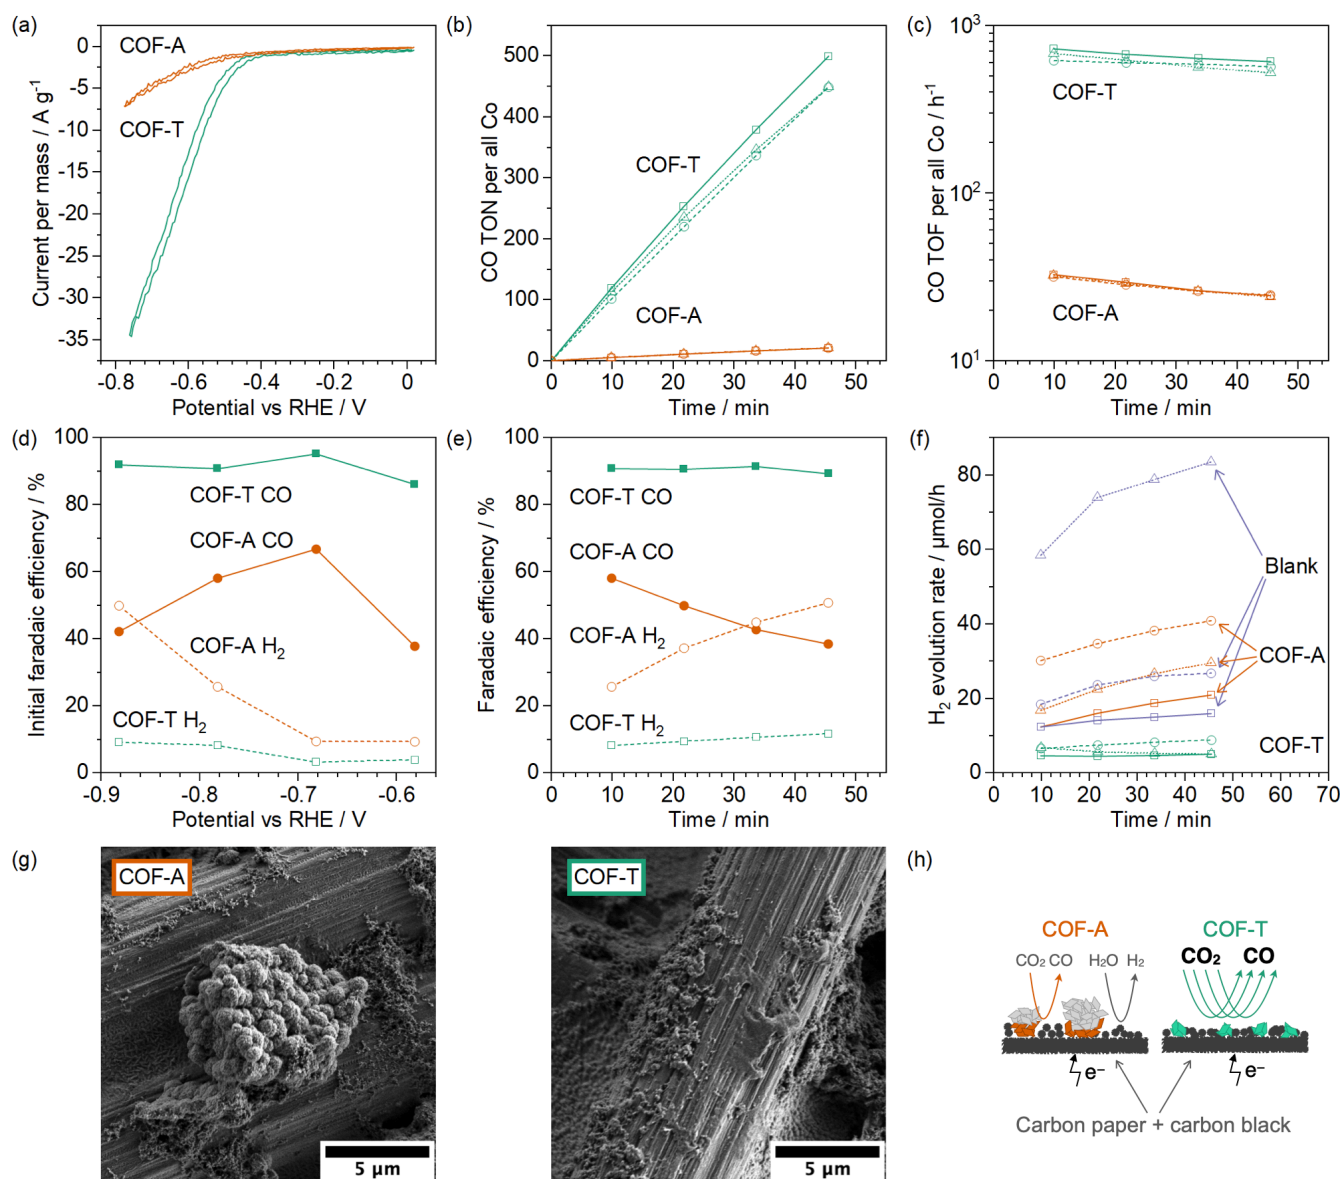 (a)
COF-A
COF-T
0
-5
-10
-15
-20
-25
-30
-35
Current per mass / A g⁻¹
-0.8
-0.6
-0.4
-0.2
0
Potential vs RHE / V
(b)
500
400
300
200
100
0
CO TON per all Co
COF-T
COF-A
0
10
20
30
40
50
Time / min
(c)
10³
10²
10¹
CO TOF per all Co / h⁻¹
COF-T
COF-A
0
10
20
30
40
50
Time / min
(d)
100
80
60
40
20
0
Initial faradaic efficiency / %
COF-T CO
COF-A CO
COF-A H₂
COF-T H₂
-0.9
-0.8
-0.7
-0.6
Potential vs RHE / V
(e)
100
80
60
40
20
0
Faradaic efficiency / %
COF-T CO
COF-A CO
COF-A H₂
COF-T H₂
0
10
20
30
40
50
Time / min
(f)
80
60
40
20
0
H₂ evolution rate / μmol/h
Blank
COF-A
COF-T
0
10
20
30
40
50
60
70
Time / min
(g)
COF-A
5 μm
COF-T
5 μm
(h)
COF-A
CO₂ CO
H₂O H₂
e⁻
COF-T
CO₂ CO
e⁻
Carbon paper + carbon black